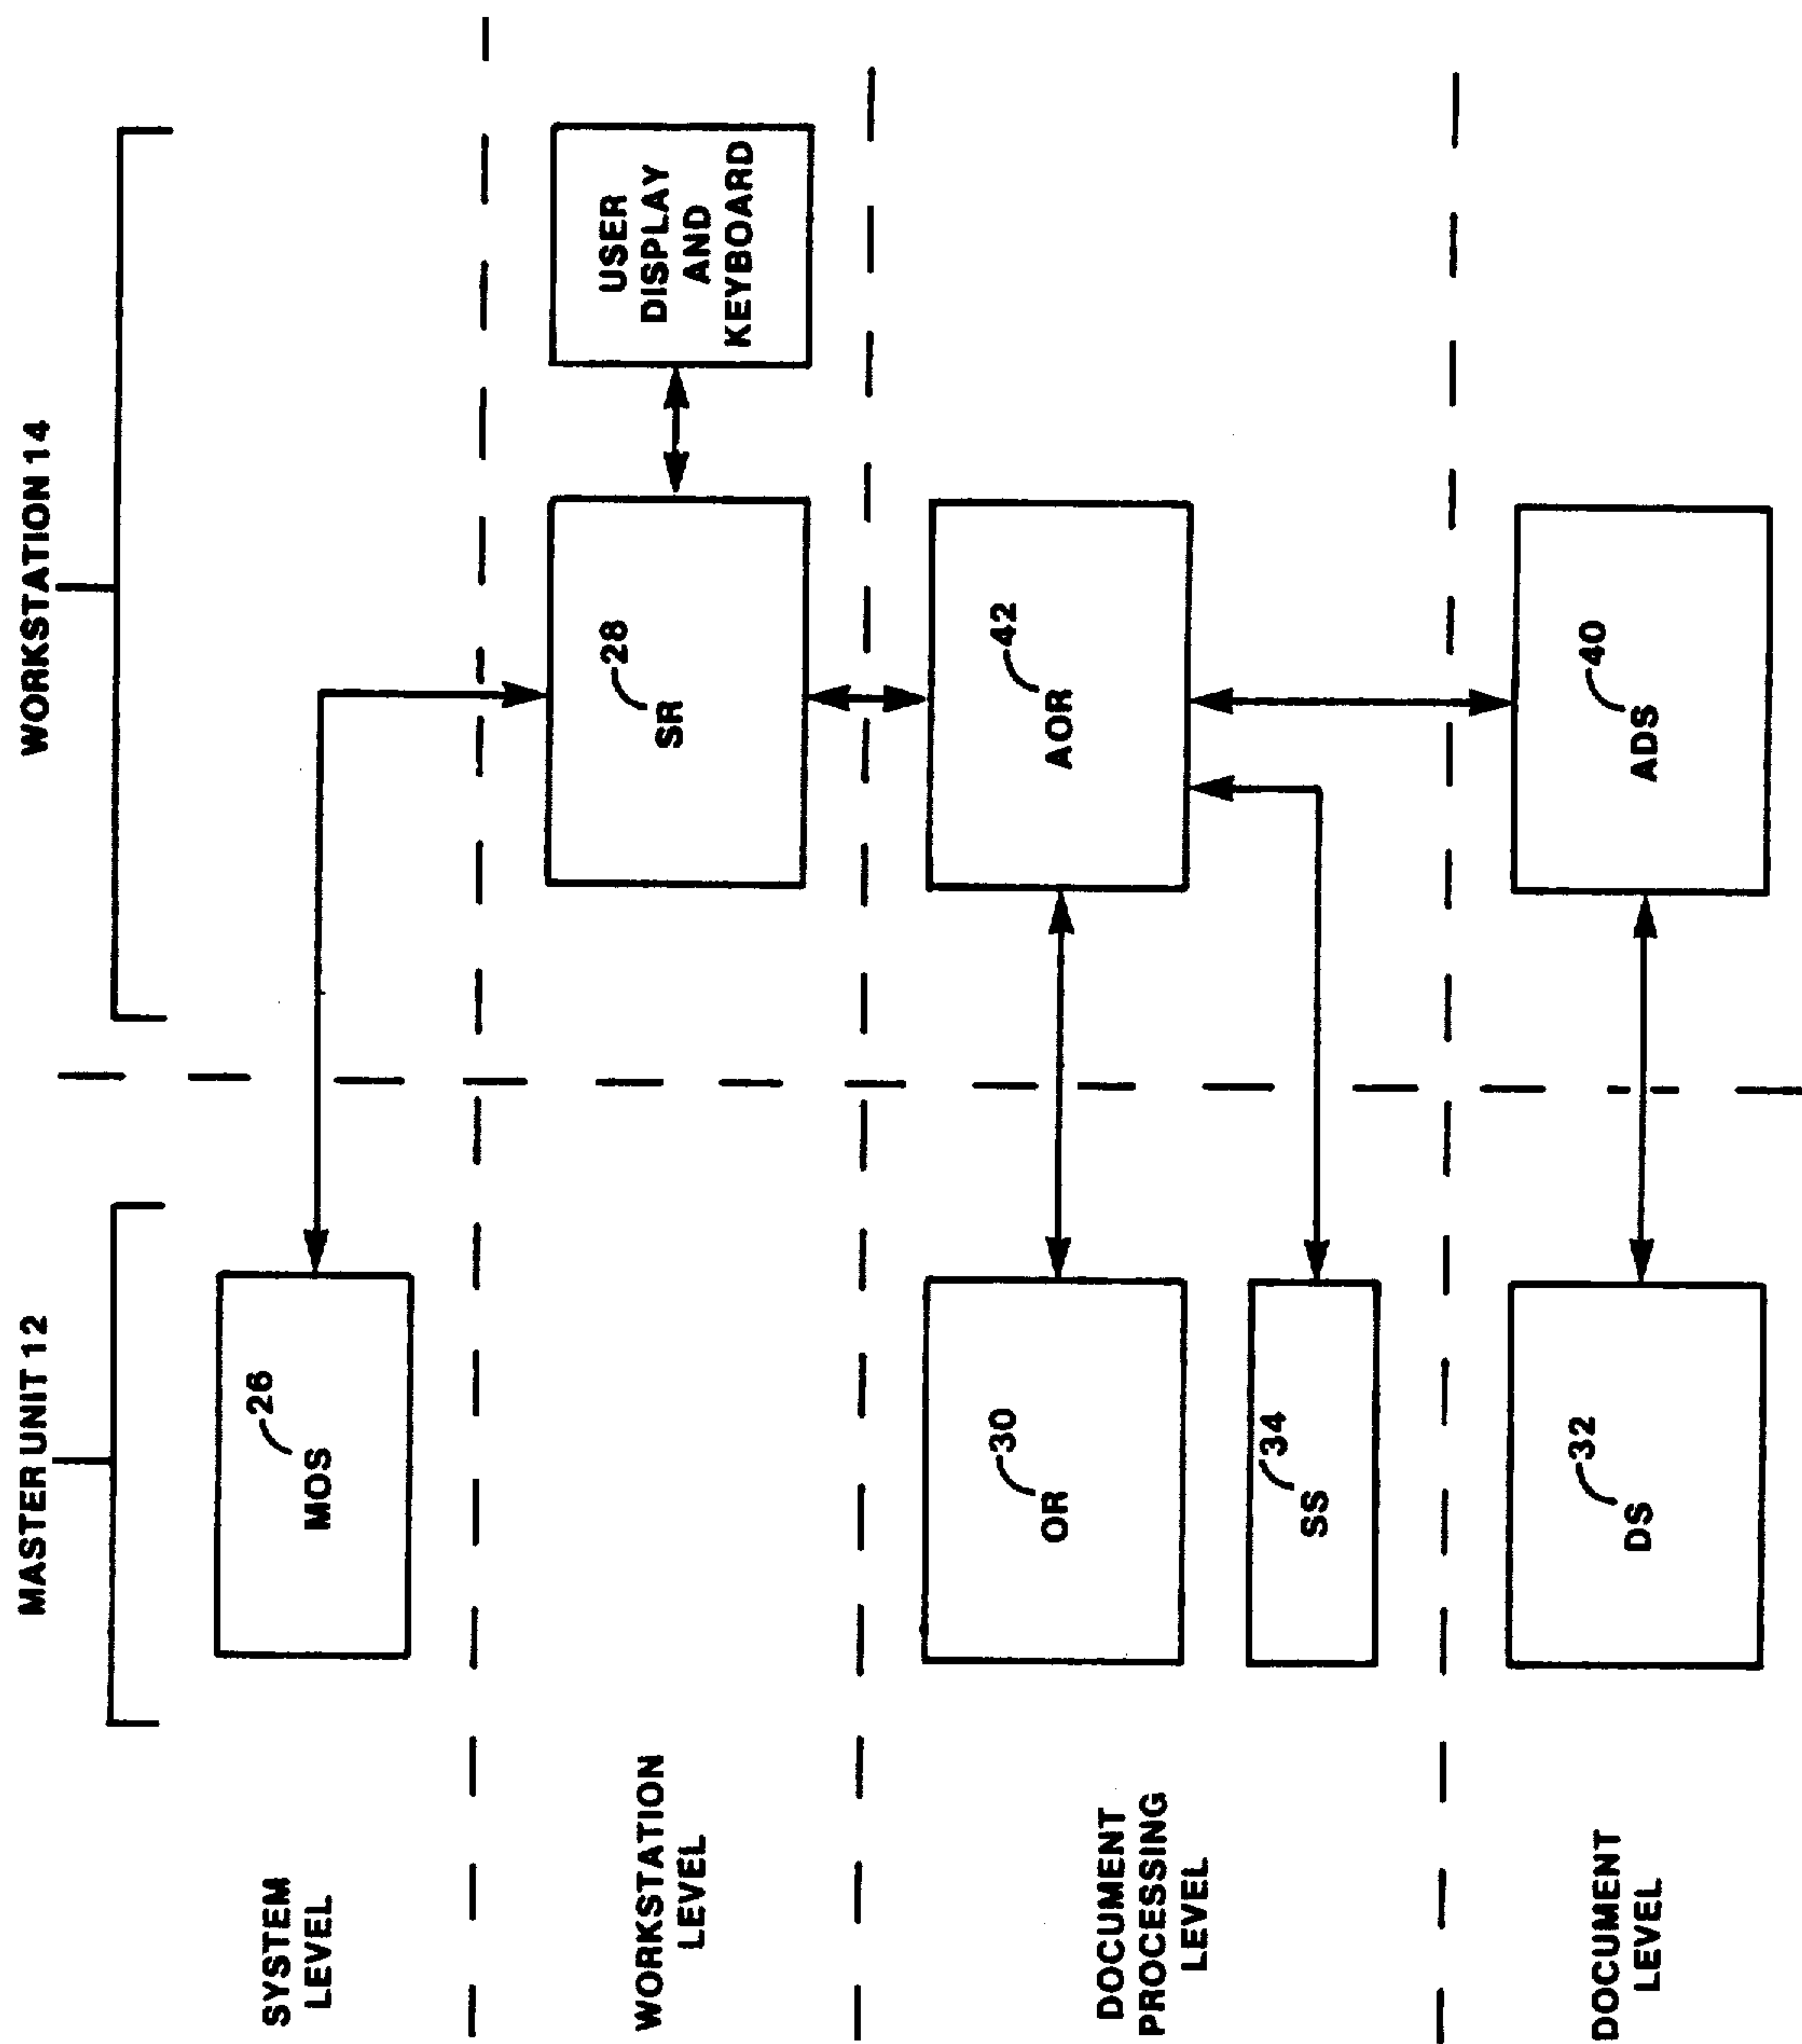 MASTER UNIT 12
WORKSTATION 14
SYSTEM
LEVEL
26
MOS
WORKSTATION
LEVEL
28
SR
USER
DISPLAY
AND
KEYBOARD
DOCUMENT
PROCESSING
LEVEL
30
OR
42
AOR
34
SS
DOCUMENT
LEVEL
32
DS
40
ADS